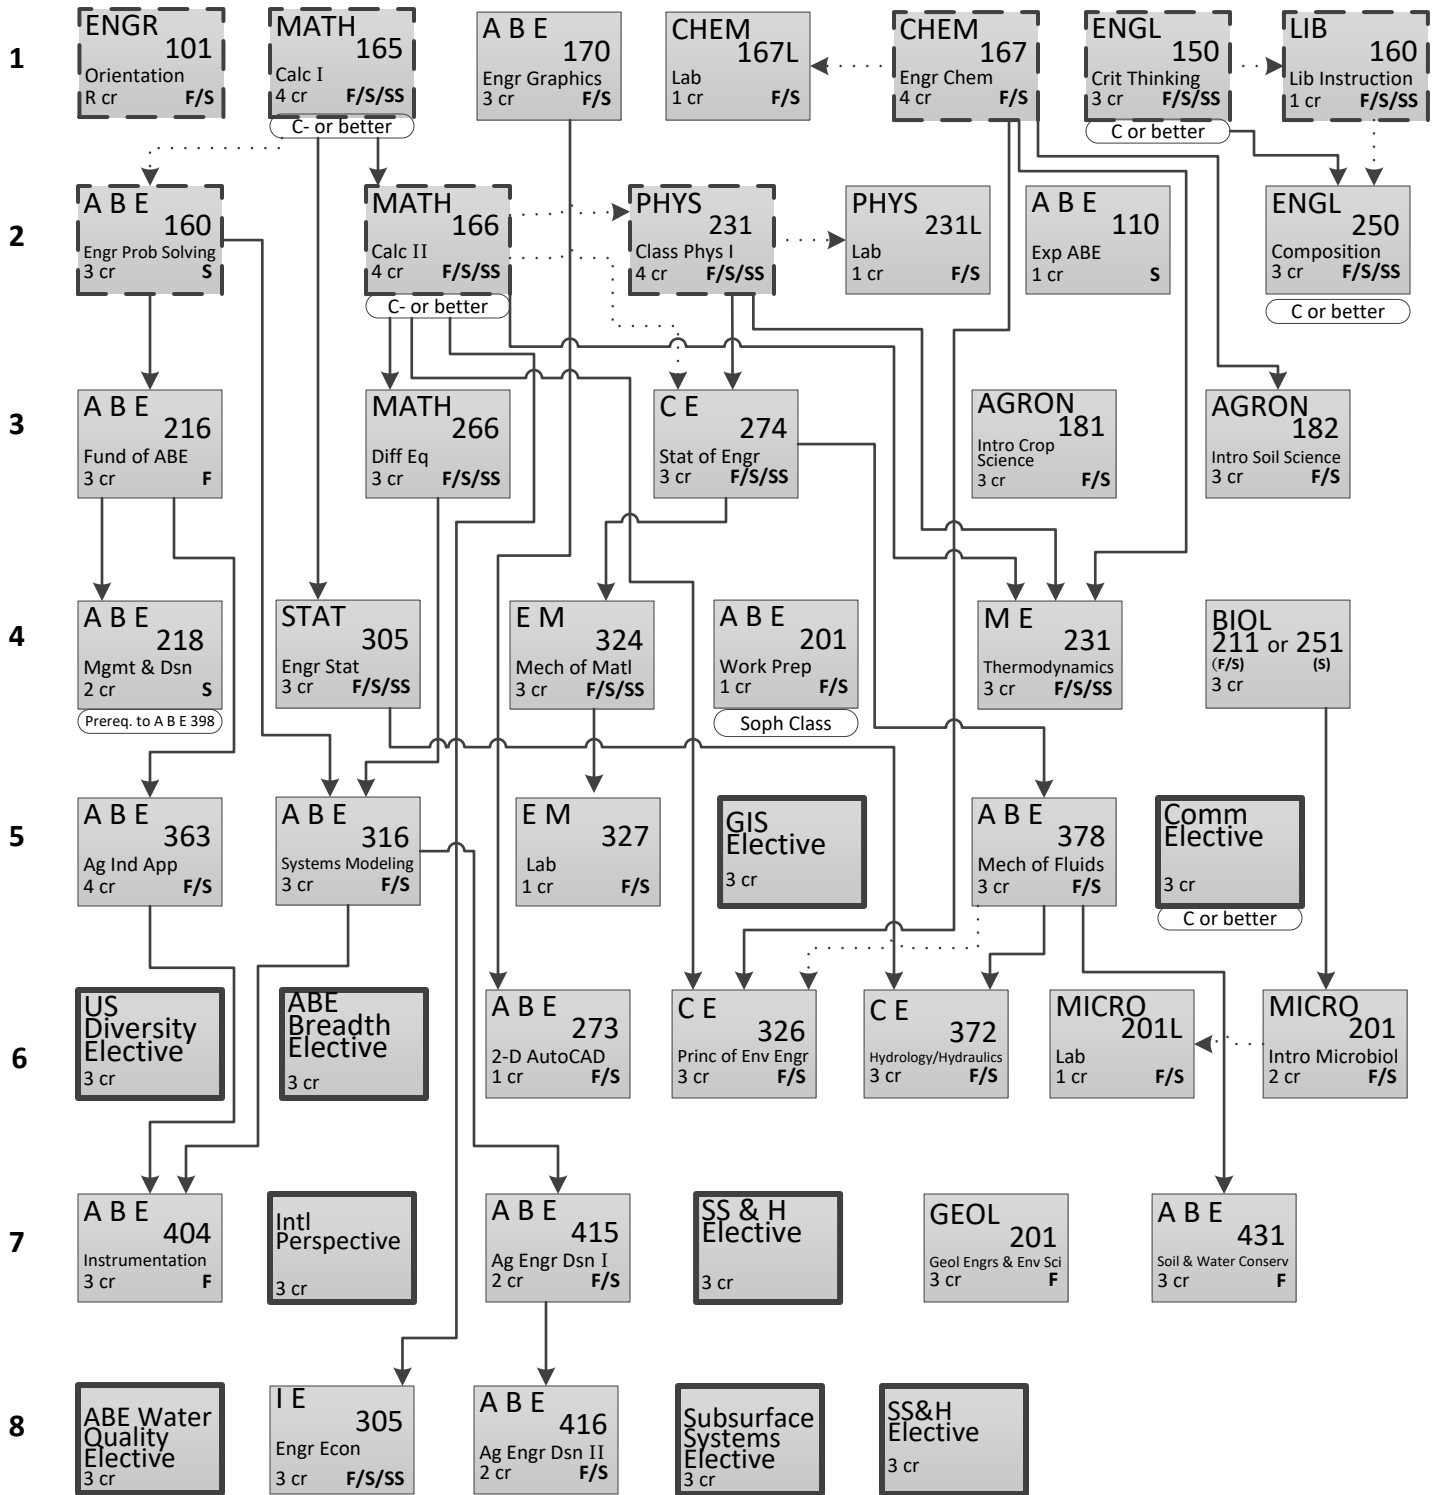 1
ENGR
101
Orientation
R cr F/S
MATH
165
Calc I
4 cr F/S/SS
C- or better
A B E
170
Engr Graphics
3 cr F/S
CHEM
167L
Lab
1 cr F/S
CHEM
167
Engr Chem
4 cr F/S
ENGL
150
Crit Thinking
3 cr F/S/SS
C or better
LIB
160
Lib Instruction
1 cr F/S/SS
2
A B E
160
Engr Prob Solving
3 cr S
MATH
166
Calc II
4 cr F/S/SS
C- or better
PHYS
231
Class Phys I
4 cr F/S/SS
PHYS
231L
Lab
1 cr F/S
A B E
110
Exp ABE
1 cr S
ENGL
250
Composition
3 cr F/S/SS
C or better
3
A B E
216
Fund of ABE
3 cr F
MATH
266
Diff Eq
3 cr F/S/SS
C E
274
Stat of Engr
3 cr F/S/SS
AGRON
181
Intro Crop
Science
3 cr F/S
AGRON
182
Intro Soil Science
3 cr F/S
4
A B E
218
Mgmt & Dsn
2 cr S
Prereq. to A B E 398
STAT
305
Engr Stat
3 cr F/S/SS
E M
324
Mech of Matl
3 cr F/S/SS
A B E
201
Work Prep
1 cr F/S
Soph Class
M E
231
Thermodynamics
3 cr F/S/SS
BIOL
211 or 251
(F/S) (S)
3 cr
5
A B E
363
Ag Ind App
4 cr F/S
A B E
316
Systems Modeling
3 cr F/S
E M
327
Lab
1 cr F/S
GIS
Elective
3 cr
A B E
378
Mech of Fluids
3 cr F/S
Comm
Elective
3 cr
C or better
6
US
Diversity
Elective
3 cr
ABE
Breadth
Elective
3 cr
A B E
273
2-D AutoCAD
1 cr F/S
C E
326
Princ of Env Engr
3 cr F/S
C E
372
Hydrology/Hydraulics
3 cr F/S
MICRO
201L
Lab
1 cr F/S
MICRO
201
Intro Microbiol
2 cr F/S
7
A B E
404
Instrumentation
3 cr F
Intl
Perspective
3 cr
A B E
415
Ag Engr Dsn I
2 cr F/S
SS & H
Elective
3 cr
GEOL
201
Geol Engrs & Env Sci
3 cr F
A B E
431
Soil & Water Conserv
3 cr F
8
ABE Water
Quality
Elective
3 cr
I E
305
Engr Econ
3 cr F/S/SS
A B E
416
Ag Engr Dsn II
2 cr F/S
Subsurface
Systems
Elective
3 cr
SS&H
Elective
3 cr